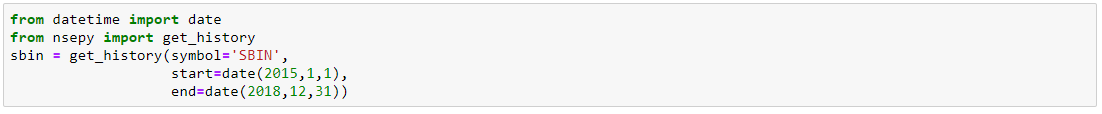 from datetime import date
from nsepy import get_history
sbin = get_history(symbol='SBIN',
                   start=date(2015,1,1),
                   end=date(2018,12,31))